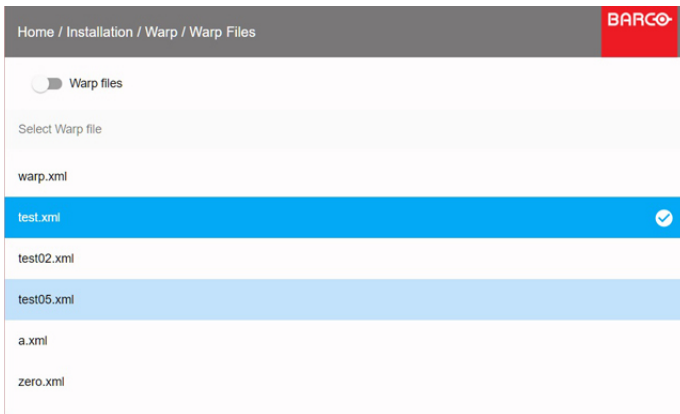 Home / Installation / Warp / Warp Files
BARCO
Warp files
Select Warp file
warp.xml
test.xml
test02.xml
test05.xml
a.xml
zero.xml